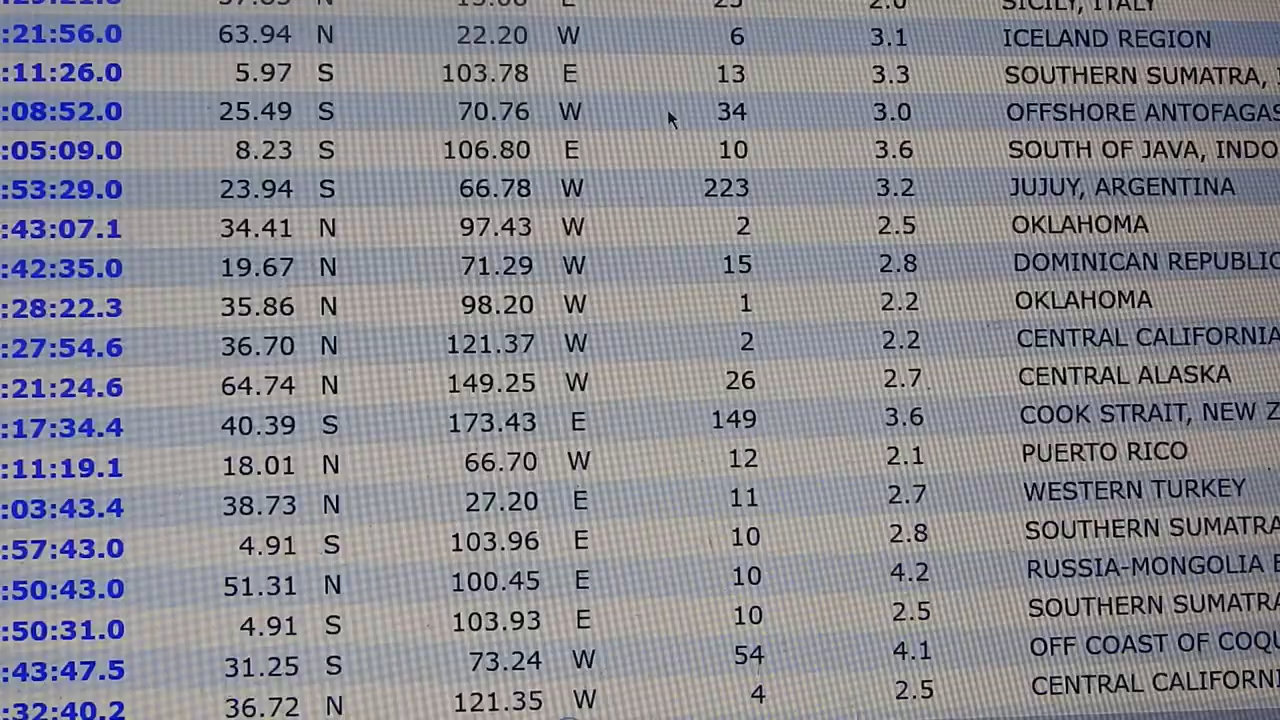 SICILY, ITALY
:21:56.0 63.94 N 22.20 W 6 3.1 ICELAND REGION
:11:26.0 5.97 S 103.78 E 13 3.3 SOUTHERN SUMATRA,
:08:52.0 25.49 S 70.76 W 34 3.0 OFFSHORE ANTOFAGAS
:05:09.0 8.23 S 106.80 E 10 3.6 SOUTH OF JAVA, INDO
:53:29.0 23.94 S 66.78 W 223 3.2 JUJUY, ARGENTINA
:43:07.1 34.41 N 97.43 W 2 2.5 OKLAHOMA
:42:35.0 19.67 N 71.29 W 15 2.8 DOMINICAN REPUBLIC
:28:22.3 35.86 N 98.20 W 1 2.2 OKLAHOMA
:27:54.6 36.70 N 121.37 W 2 2.2 CENTRAL CALIFORNIA
:21:24.6 64.74 N 149.25 W 26 2.7 CENTRAL ALASKA
:17:34.4 40.39 S 173.43 E 149 3.6 COOK STRAIT, NEW Z
:11:19.1 18.01 N 66.70 W 12 2.1 PUERTO RICO
:03:43.4 38.73 N 27.20 E 11 2.7 WESTERN TURKEY
:57:43.0 4.91 S 103.96 E 10 2.8 SOUTHERN SUMATRA
:50:43.0 51.31 N 100.45 E 10 4.2 RUSSIA-MONGOLIA
:50:31.0 4.91 S 103.93 E 10 2.5 SOUTHERN SUMATRA
:43:47.5 31.25 S 73.24 W 54 4.1 OFF COAST OF COQU
:32:40.2 36.72 N 121.35 W 4 2.5 CENTRAL CALIFORNI